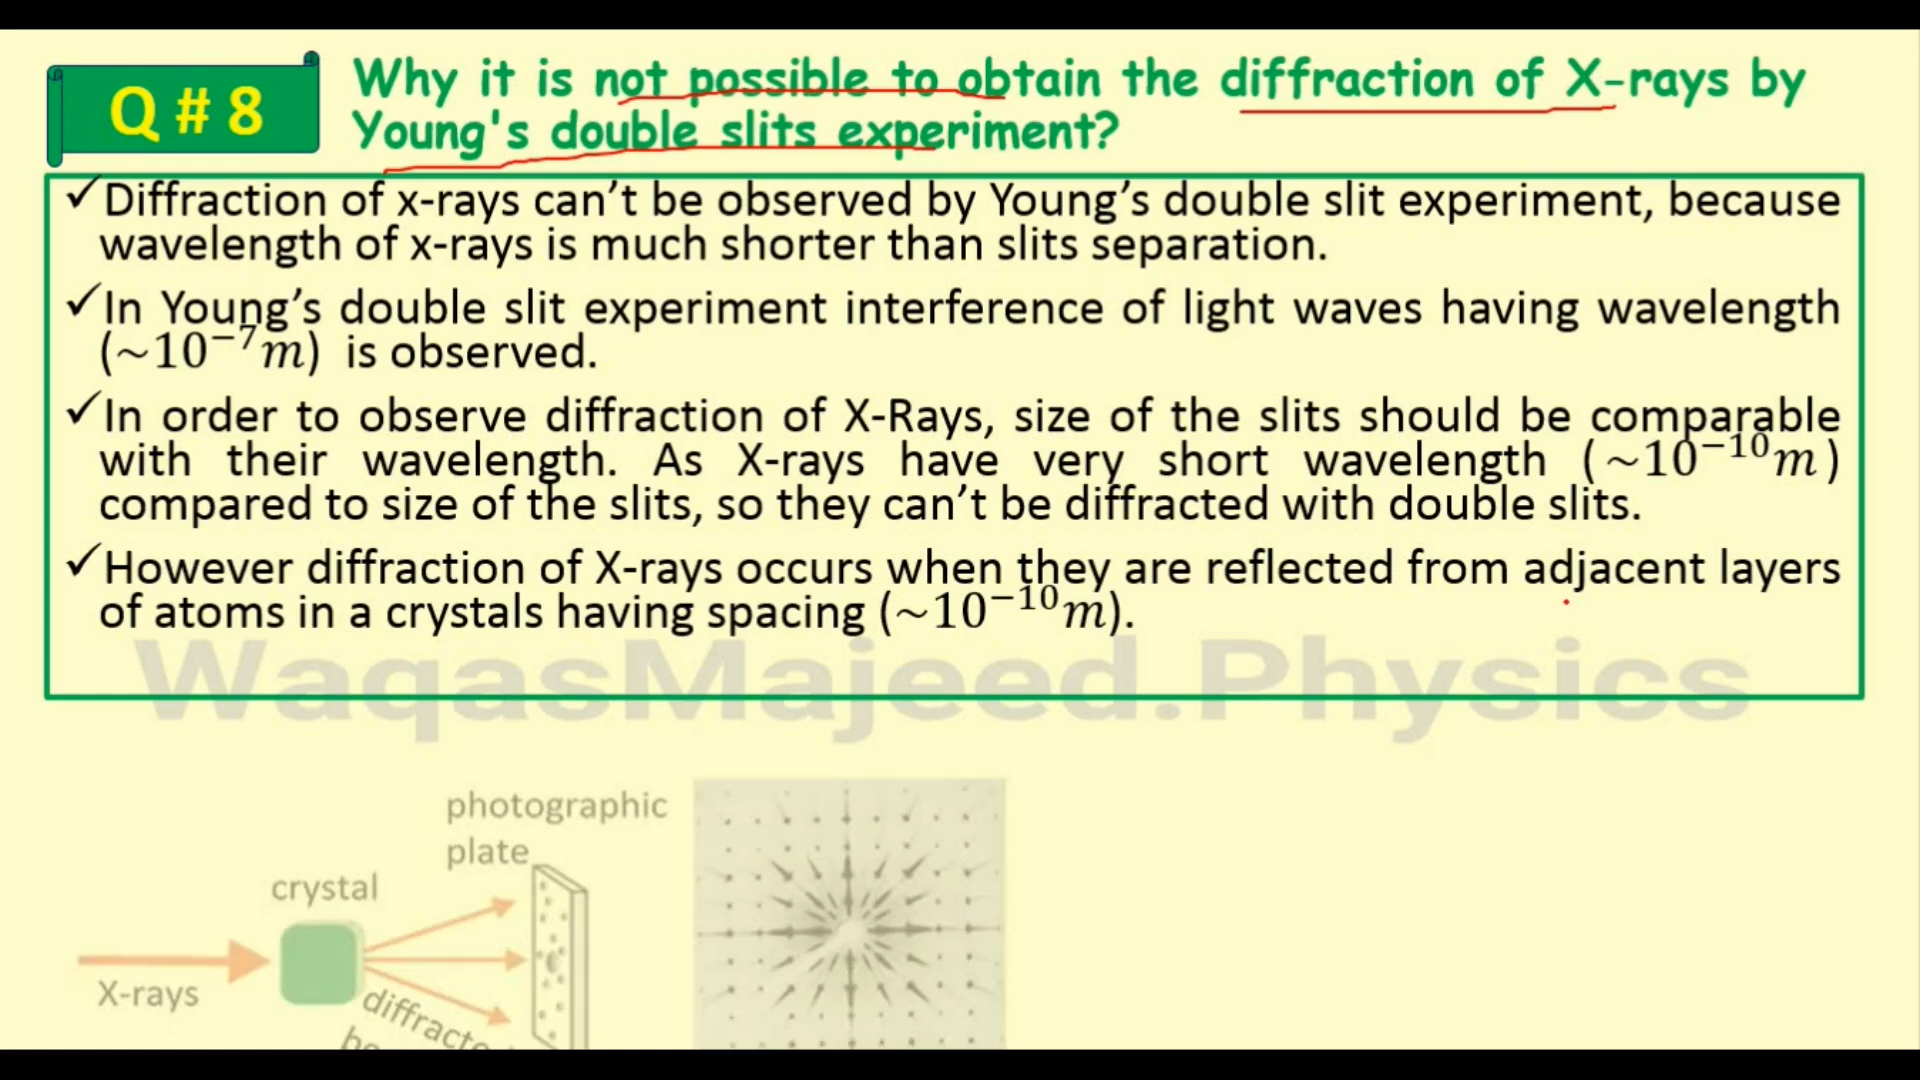 Q # 8
Why it is not possible to obtain the diffraction of X-rays by
Young's double slits experiment?
✓Diffraction of x-rays can’t be observed by Young’s double slit experiment, because
wavelength of x-rays is much shorter than slits separation.
✓In Young’s double slit experiment interference of light waves having wavelength
(~10⁻⁷m) is observed.
✓In order to observe diffraction of X-Rays, size of the slits should be comparable
with their wavelength. As X-rays have very short wavelength (~10⁻¹⁰m)
compared to size of the slits, so they can’t be diffracted with double slits.
✓However diffraction of X-rays occurs when they are reflected from adjacent layers
of atoms in a crystals having spacing (~10⁻¹⁰m).
WaqasMajeed.Physics
photographic
plate
crystal
X-rays